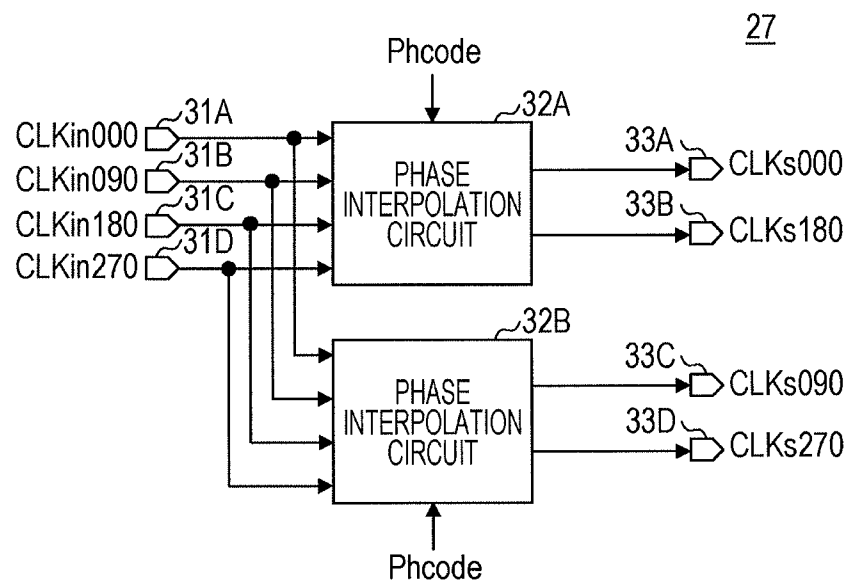 27
Phcode
CLKin000 31A
CLKin090 31B
CLKin180 31C
CLKin270 31D
32A
PHASE
INTERPOLATION
CIRCUIT
33A CLKs000
33B CLKs180
32B
PHASE
INTERPOLATION
CIRCUIT
33C CLKs090
33D CLKs270
Phcode